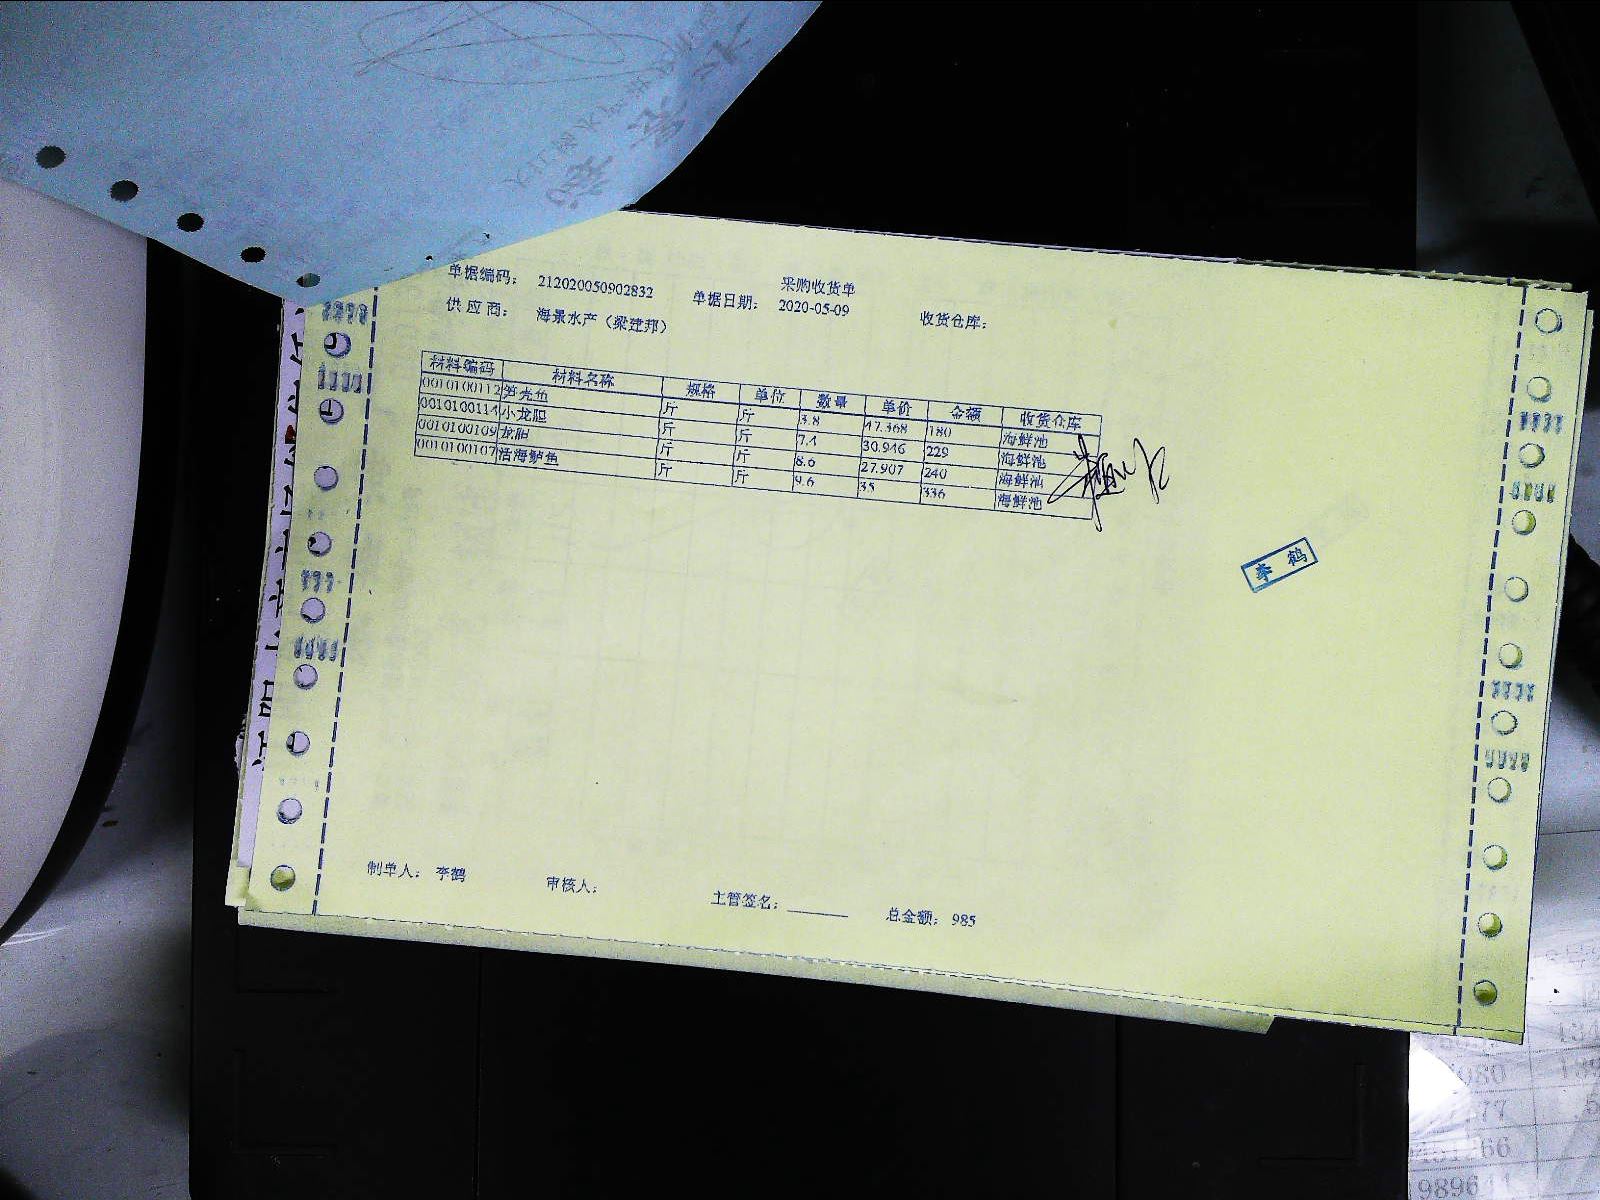 采购收货单
单据编码： 212020050902832 单据日期： 2020-05-09 收货仓库：
供 应 商： 海景水产（梁建邦）
材料编码 材料名称 规格 单位 数量 单价 金额 收货仓库
0010100112 笋壳鱼 斤 斤 3.8 47.368 180 海鲜池
0010100114 小龙胆 斤 斤 7.4 30.946 229 海鲜池
0010100109 龙胆 斤 斤 8.6 27.907 240 海鲜池
0010100107 活海鲈鱼 斤 斤 9.6 35 336 海鲜池
李 鹤
制单人： 李鹤 审核人： 主管签名： 总金额： 985